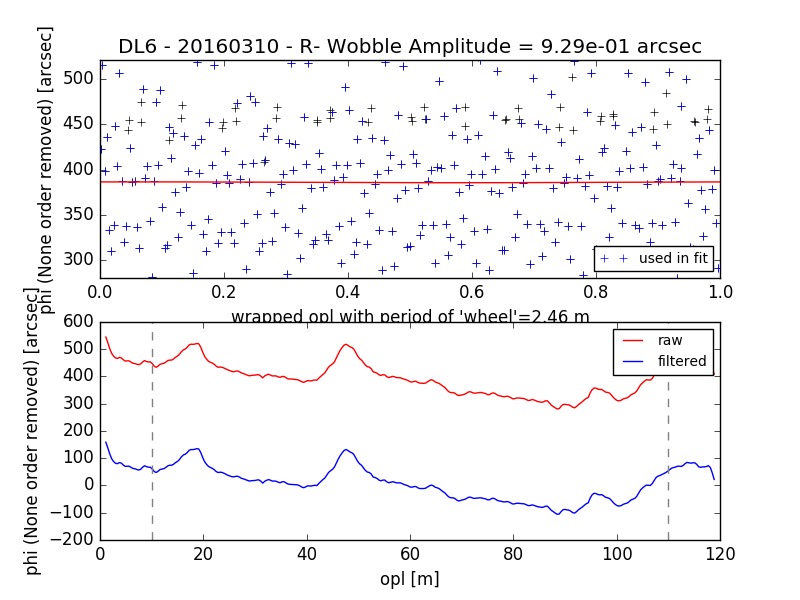 DL6 - 20160310 - R- Wobble Amplitude = 9.29e-01 arcsec
phi (None order removed) [arcsec]
500
450
400
350
300
used in fit
0.0 0.2 0.4 0.6 0.8 1.0
wrapped opl with period of 'wheel'=2.46 m
phi (None order removed) [arcsec]
600
500
400
300
200
100
0
−100
−200
raw
filtered
0 20 40 60 80 100 120
opl [m]